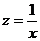 z = 1/x